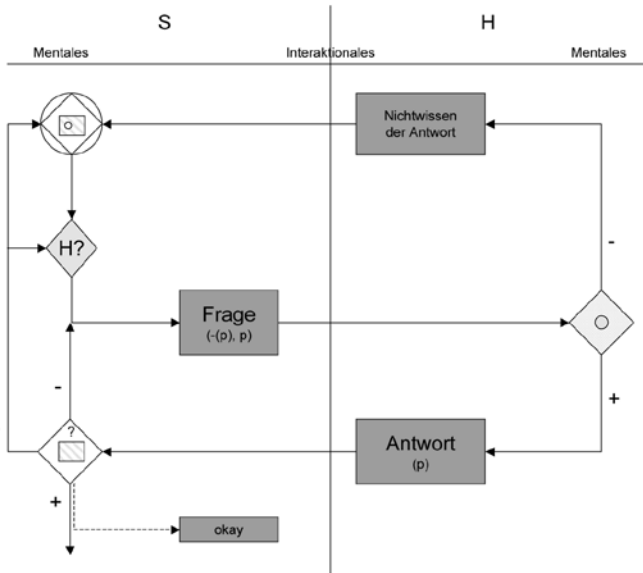 S H
Mentales Interaktionales Mentales
Nichtwissen
der Antwort
H?
-
Frage
(-(p), p)
-
+
?
Antwort
(p)
+
okay